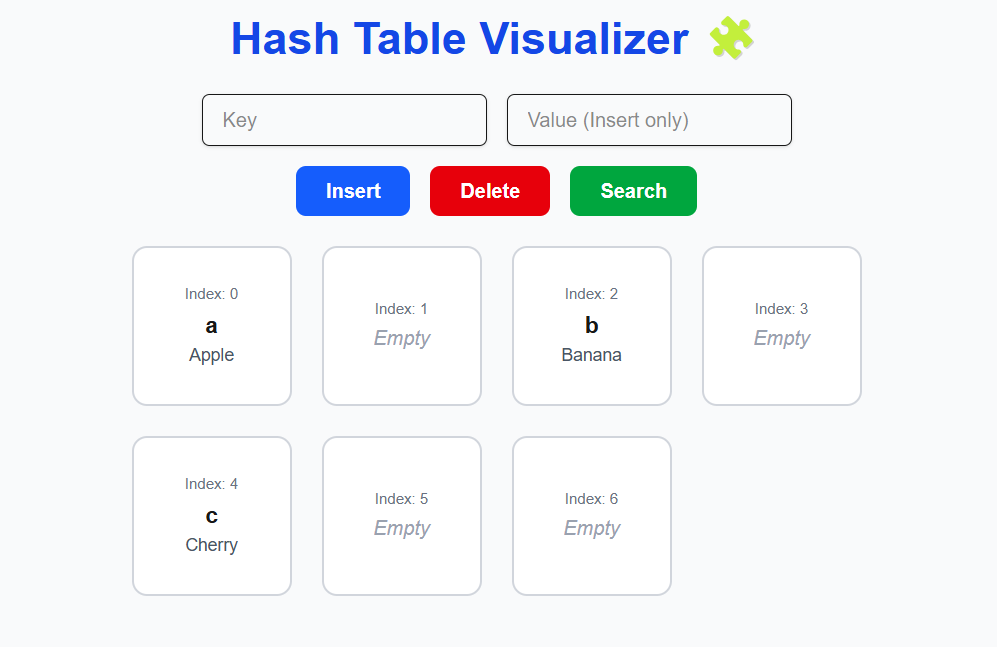 Hash Table Visualizer 🧩
Key
Value (Insert only)
Insert
Delete
Search
Index: 0
a
Apple
Index: 1
Empty
Index: 2
b
Banana
Index: 3
Empty
Index: 4
c
Cherry
Index: 5
Empty
Index: 6
Empty